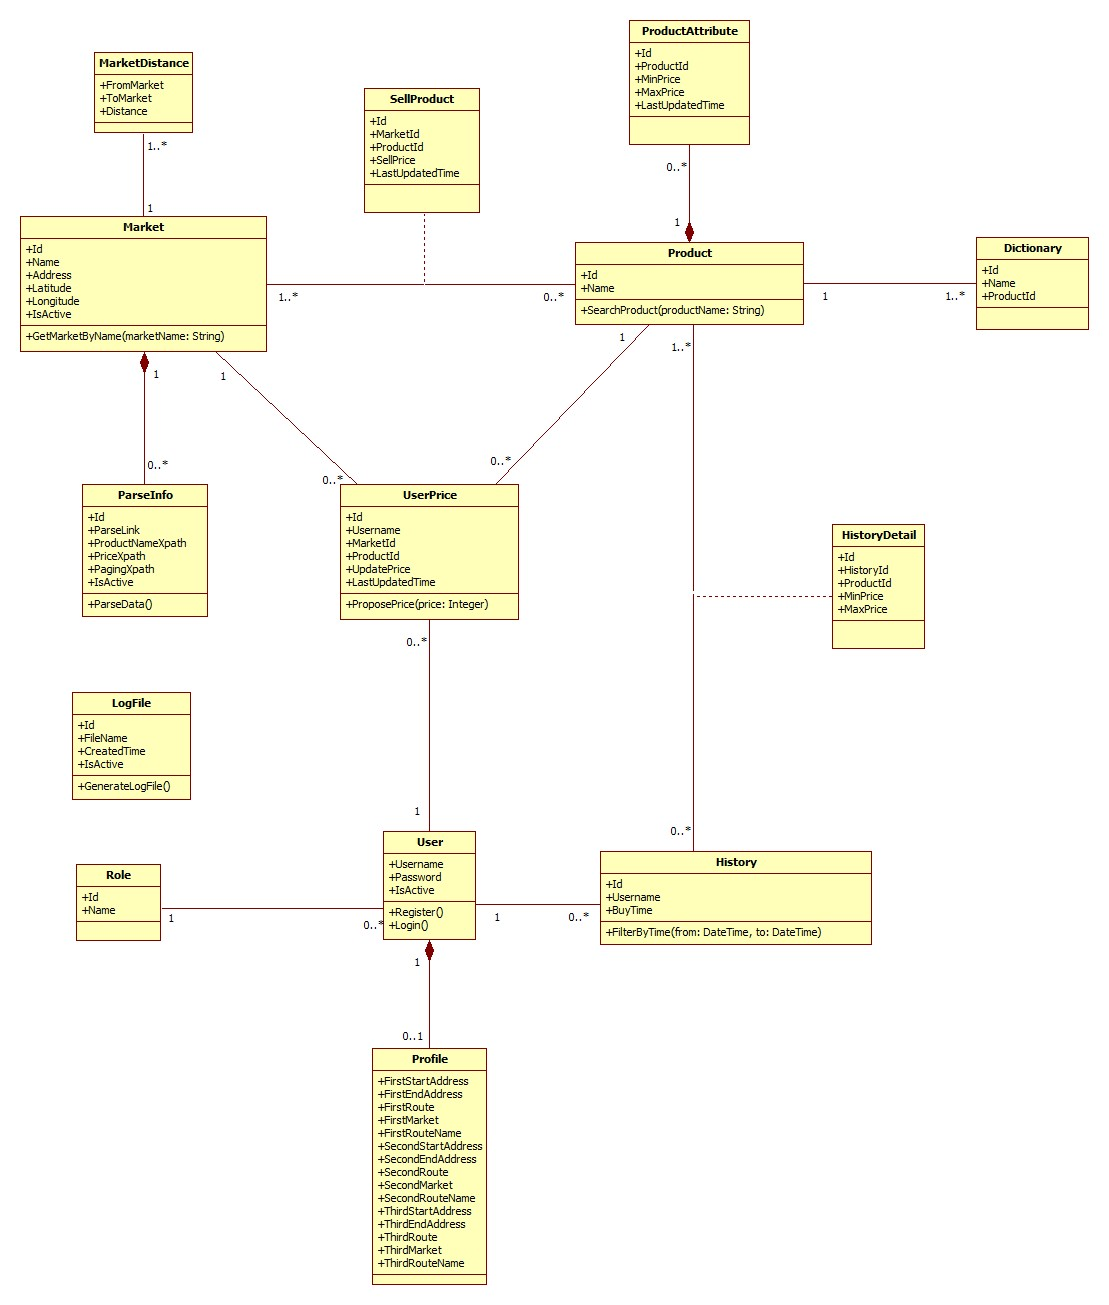 ProductAttribute
+Id
+ProductId
+MinPrice
+MaxPrice
+LastUpdatedTime
MarketDistance
+FromMarket
+ToMarket
+Distance
SellProduct
+Id
+MarketId
+ProductId
+SellPrice
+LastUpdatedTime
1..*
1
0..*
1
Market
+Id
+Name
+Address
+Latitude
+Longitude
+IsActive
+GetMarketByName(marketName: String)
1..*
0..*
Product
+Id
+Name
+SearchProduct(productName: String)
1
1..*
Dictionary
+Id
+Name
+ProductId
1
0..*
1
0..*
1
0..*
1..*
0..*
ParseInfo
+Id
+ParseLink
+ProductNameXpath
+PriceXpath
+PagingXpath
+IsActive
+ParseData()
UserPrice
+Id
+Username
+MarketId
+ProductId
+UpdatePrice
+LastUpdatedTime
+ProposePrice(price: Integer)
HistoryDetail
+Id
+HistoryId
+ProductId
+MinPrice
+MaxPrice
0..*
1
LogFile
+Id
+FileName
+CreatedTime
+IsActive
+GenerateLogFile()
Role
+Id
+Name
1
0..*
User
+Username
+Password
+IsActive
+Register()
+Login()
1
0..*
History
+Id
+Username
+BuyTime
+FilterByTime(from: DateTime, to: DateTime)
1
0..1
Profile
+FirstStartAddress
+FirstEndAddress
+FirstRoute
+FirstMarket
+FirstRouteName
+SecondStartAddress
+SecondEndAddress
+SecondRoute
+SecondMarket
+SecondRouteName
+ThirdStartAddress
+ThirdEndAddress
+ThirdRoute
+ThirdMarket
+ThirdRouteName